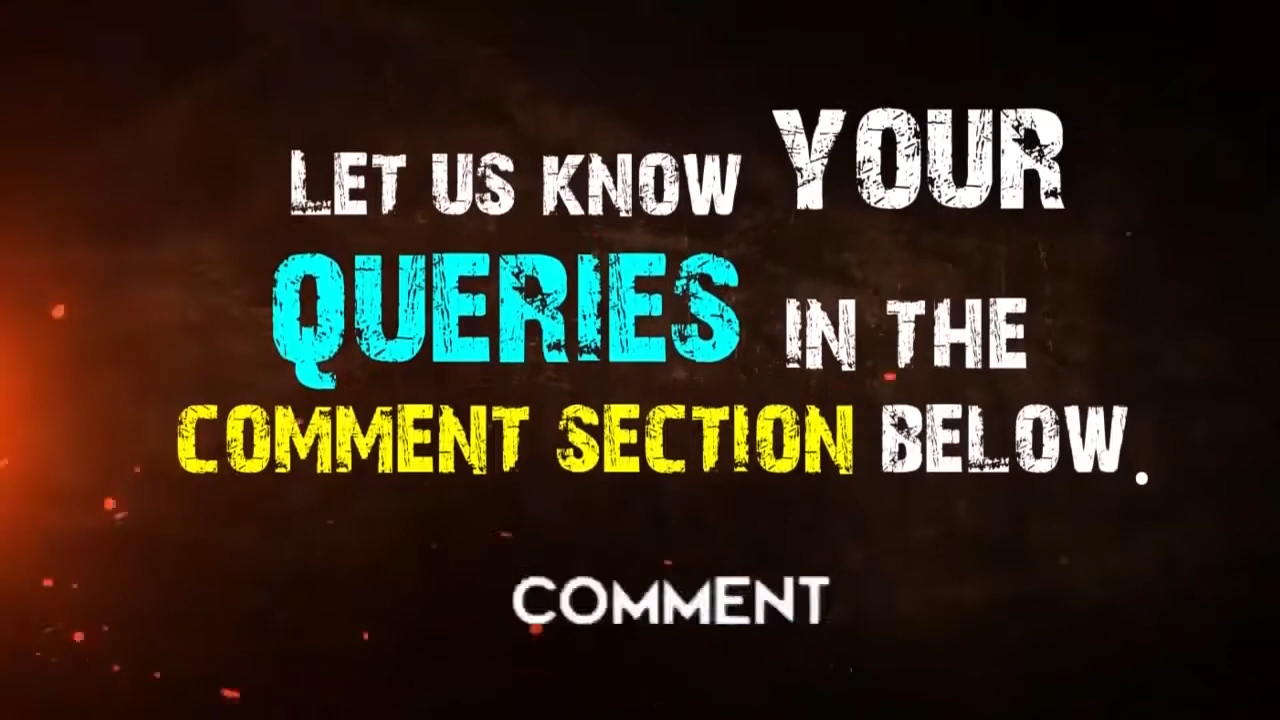 LET US KNOW YOUR
QUERIES IN THE
COMMENT SECTION BELOW.
COMMENT